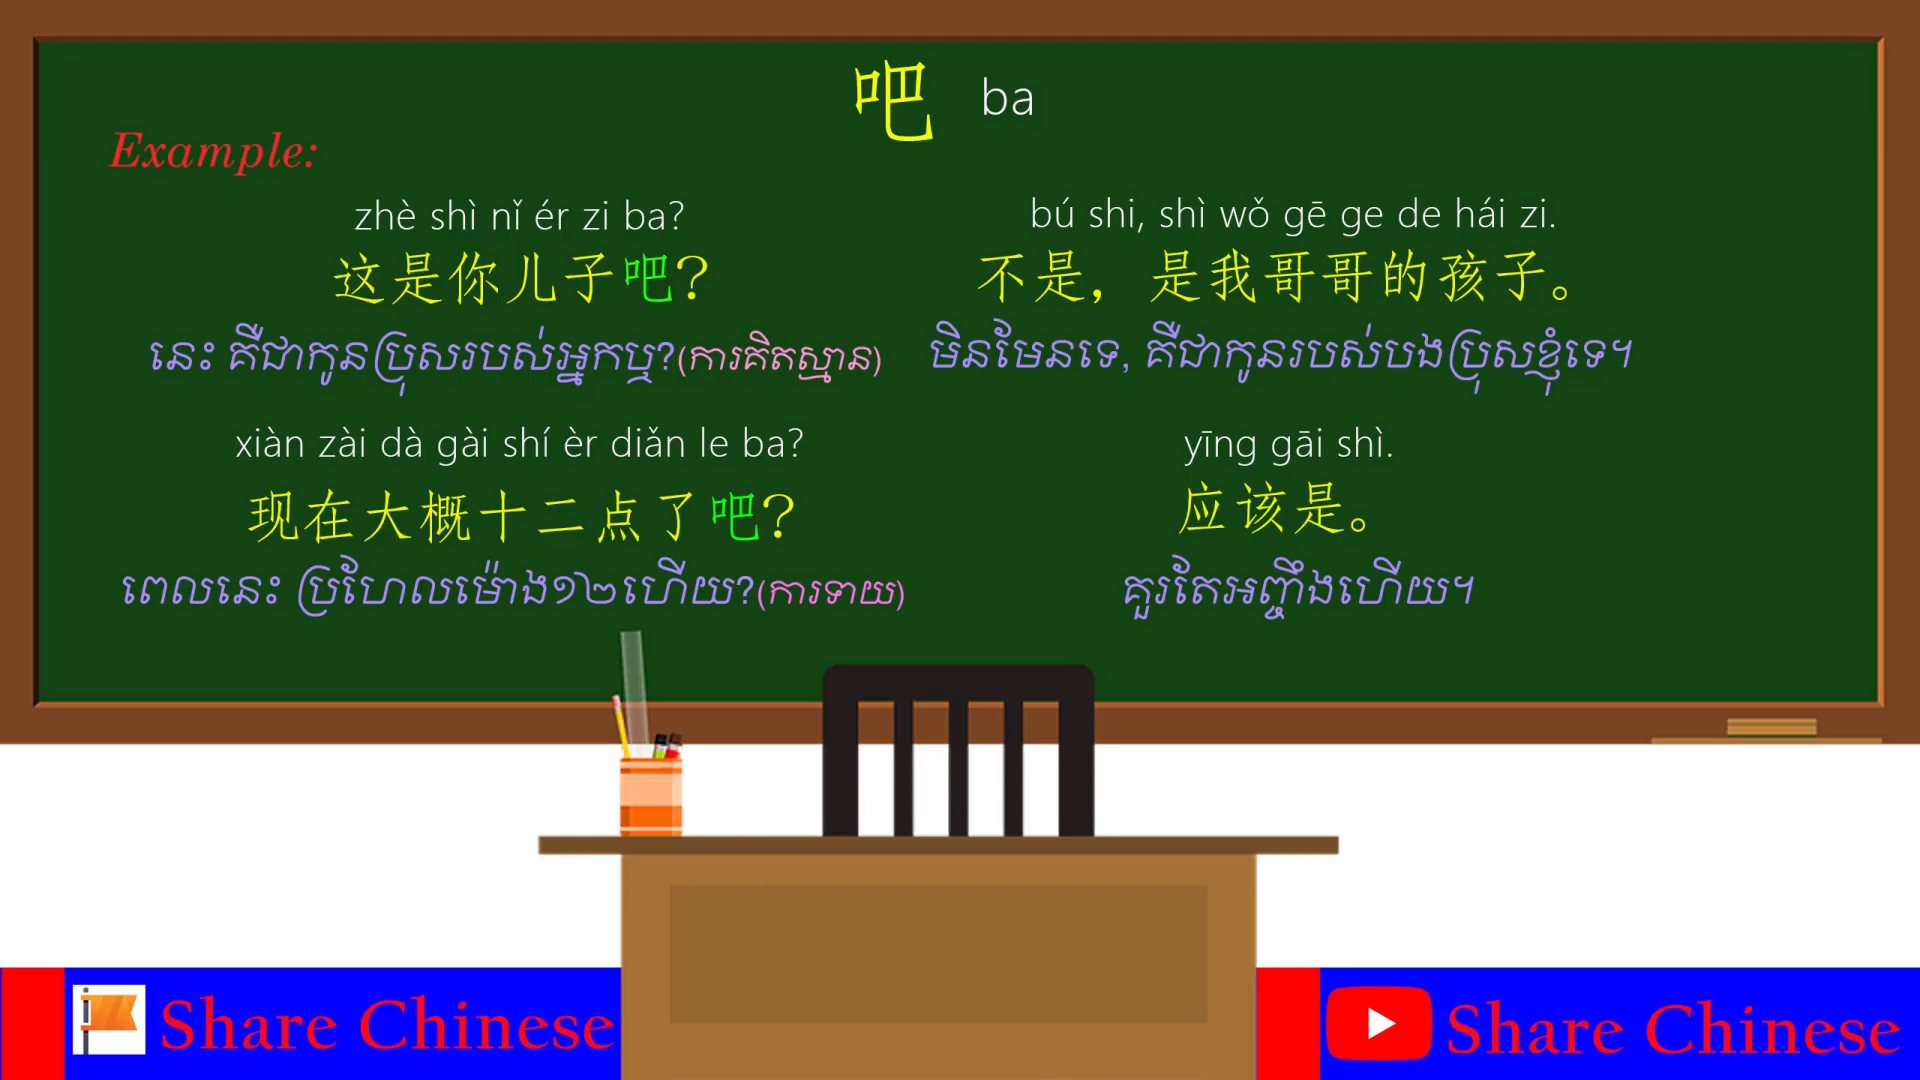 吧 ba
Example:
zhè shì nǐ ér zi ba?
这是你儿子吧？
នេះ គឺជាកូនប្រុសរបស់អ្នកឬ?(ការគិតស្មាន)
bú shi, shì wǒ gē ge de hái zi.
不是，是我哥哥的孩子。
មិនមែនទេ, គឺជាកូនរបស់បងប្រុសខ្ញុំទេ។
xiàn zài dà gài shí èr diǎn le ba?
现在大概十二点了吧？
ពេលនេះ ប្រហែលម៉ោង១២ហើយ?(ការទាយ)
yīng gāi shì.
应该是。
គួរតែអញ្ចឹងហើយ។
Share Chinese
Share Chinese